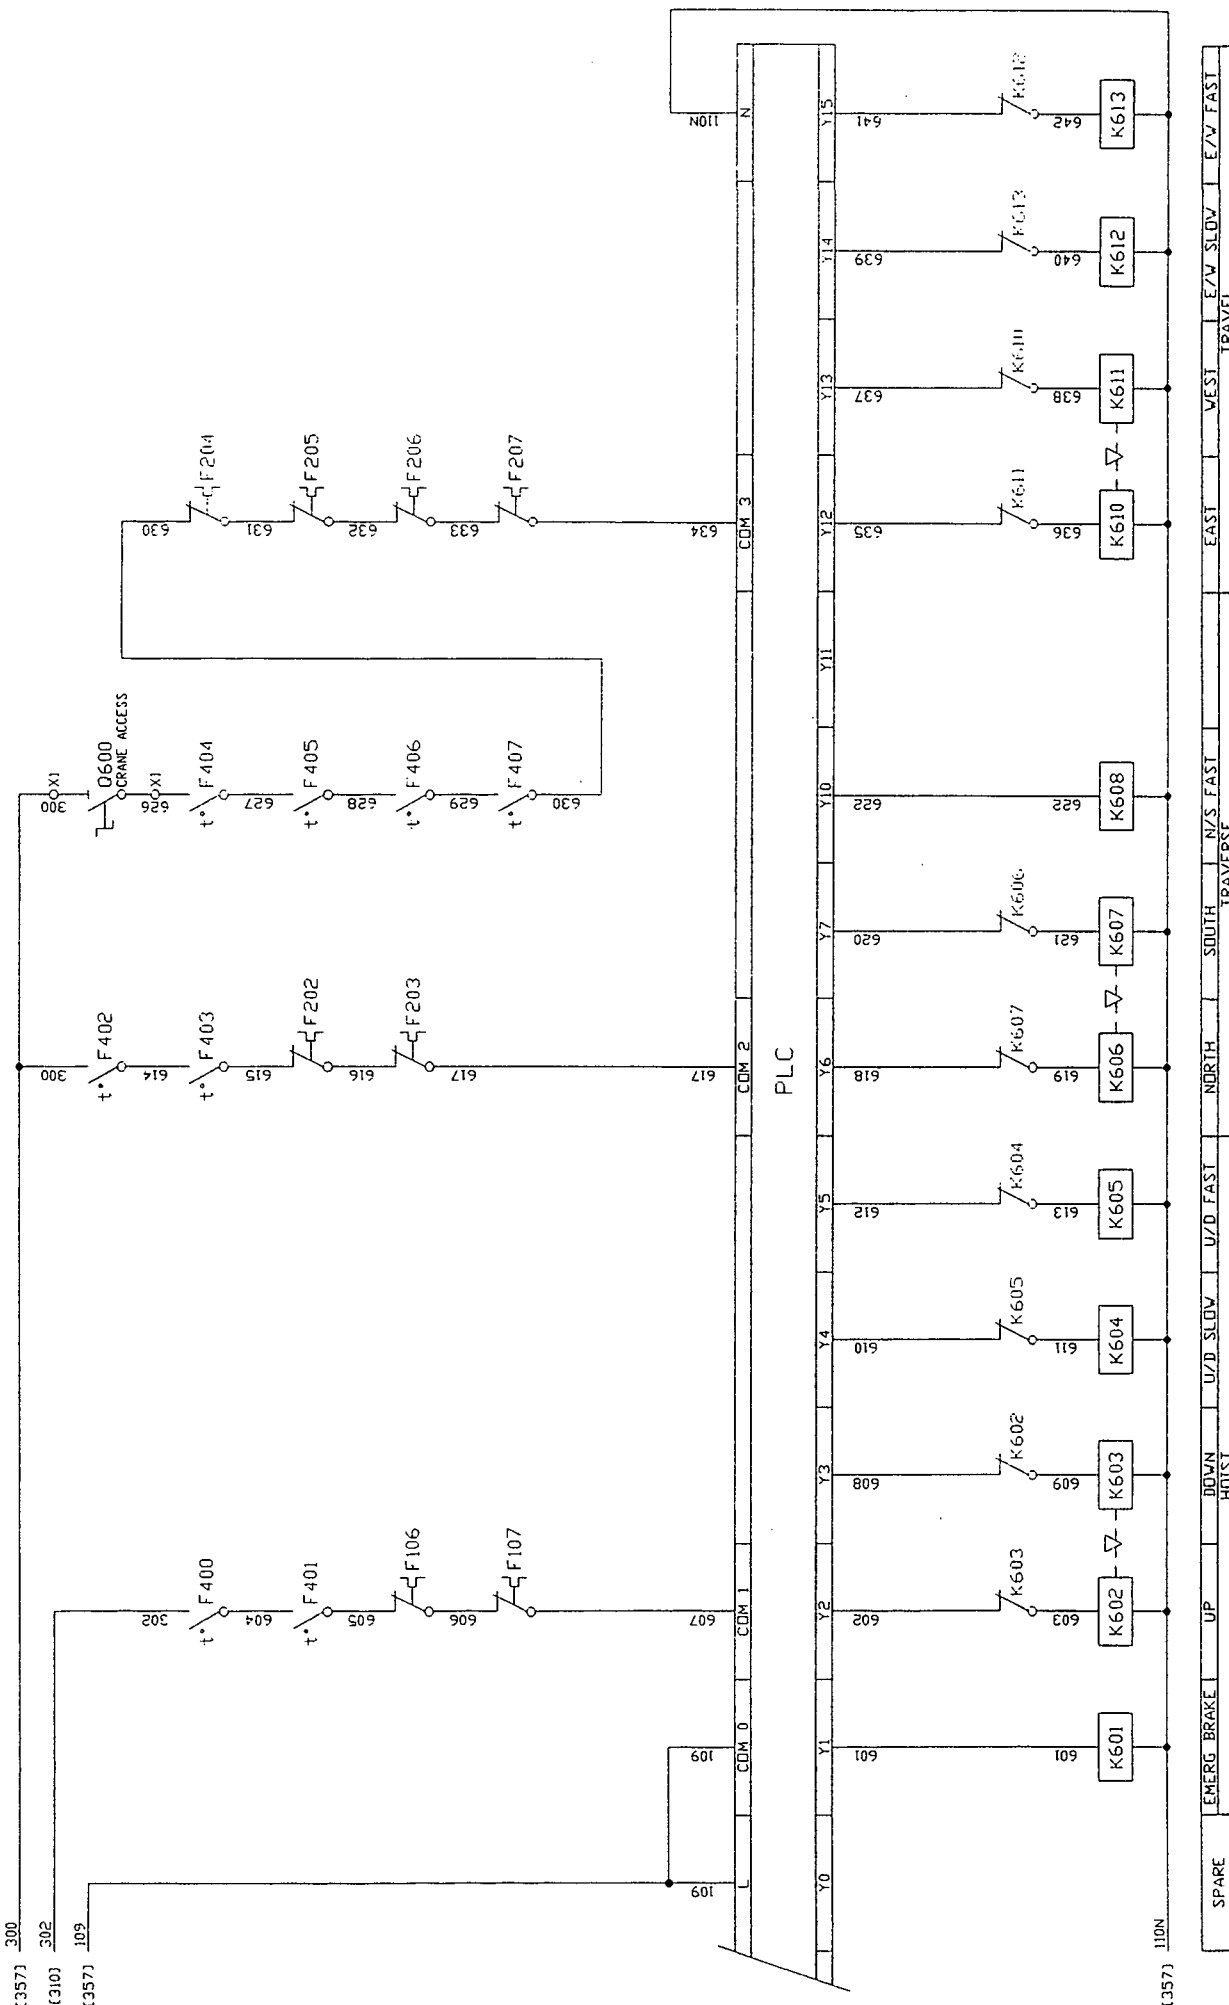 [357] 300
[310] 302
[357] 109
300
X1
Q600
CRANE ACCESS
626
X1
300
F402
t°
614
F403
t°
615
F202
616
F203
617
617
302
F400
t°
604
F401
t°
605
F106
606
F107
607
F404
t°
627
F405
t°
628
F406
t°
629
F407
t°
630
630
F204
631
F205
632
F206
633
F207
634
109
109
110N
L
COM 0
COM 1
COM 2
COM 3
N
PLC
Y0
Y1
Y2
Y3
Y4
Y5
Y6
Y7
Y10
Y11
Y12
Y13
Y14
Y15
601
602
608
610
612
618
620
622
635
637
639
641
K603
K602
K605
K604
K607
K606
K611
K610
K613
K612
601
603
609
611
613
619
621
622
636
638
640
642
K601
K602
K603
K604
K605
K606
K607
K608
K610
K611
K612
K613
[357] 110N
SPARE
EMERG BRAKE
UP
DOWN
U/D SLOW
U/D FAST
NORTH
SOUTH
N/S FAST
EAST
WEST
E/W SLOW
E/W FAST
HOIST
TRAVERSE
TRAVEL